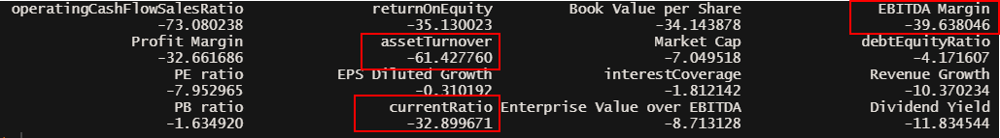 operatingCashFlowSalesRatio returnOnEquity Book Value per Share EBITDA Margin
-73.080238 -35.130023 -34.143878 -39.638046
Profit Margin assetTurnover Market Cap debtEquityRatio
-32.661686 -61.427760 -7.049518 -4.171607
PE ratio EPS Diluted Growth interestCoverage Revenue Growth
-7.952965 -0.310192 -1.812142 -10.370234
PB ratio currentRatio Enterprise Value over EBITDA Dividend Yield
-1.634920 -32.899671 -8.713128 -11.834544